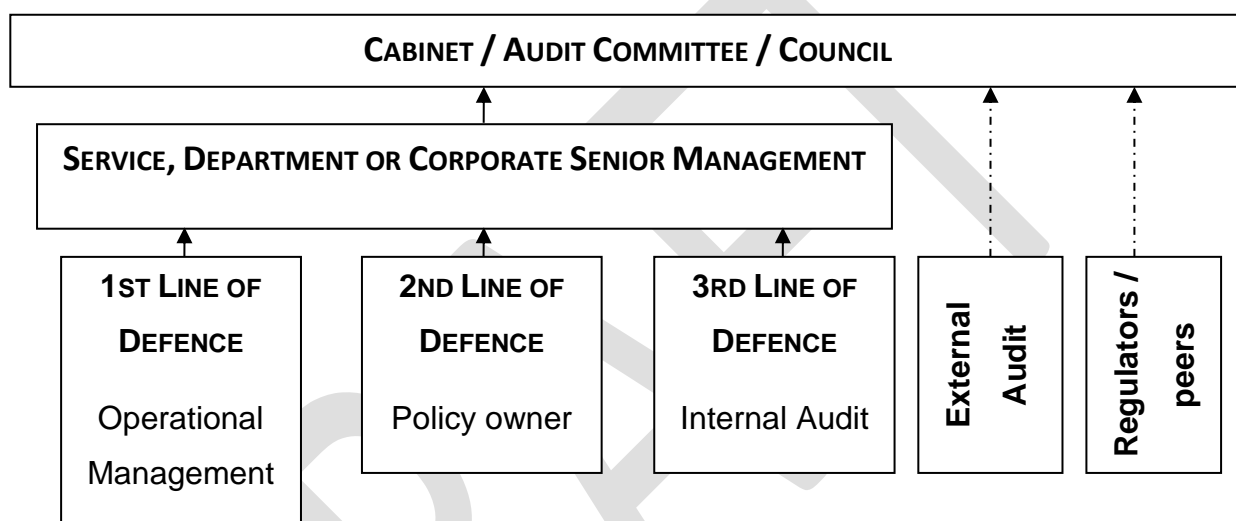 CABINET / AUDIT COMMITTEE / COUNCIL
SERVICE, DEPARTMENT OR CORPORATE SENIOR MANAGEMENT
1ST LINE OF
DEFENCE
Operational
Management
2ND LINE OF
DEFENCE
Policy owner
3RD LINE OF
DEFENCE
Internal Audit
External
Audit
Regulators /
peers